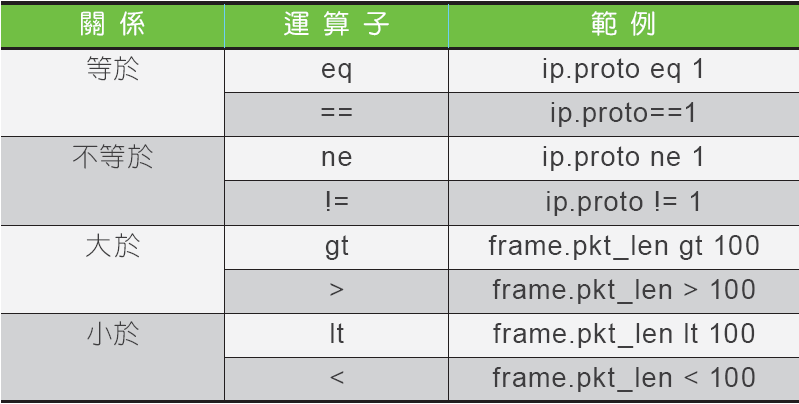 關係 運算子 範例
等於 eq ip.proto eq 1
== ip.proto==1
不等於 ne ip.proto ne 1
!= ip.proto != 1
大於 gt frame.pkt_len gt 100
> frame.pkt_len > 100
小於 lt frame.pkt_len lt 100
< frame.pkt_len < 100